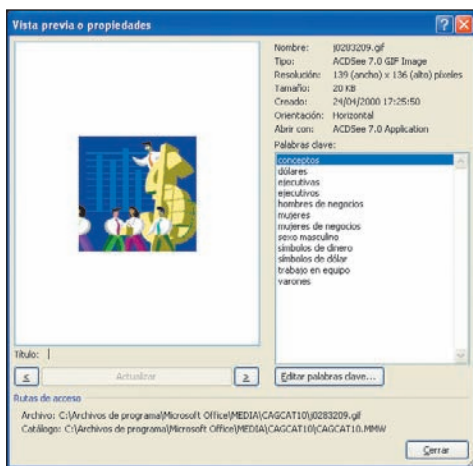 Vista previa o propiedades
Nombre: j0283209.gif
Tipo: ACDSee 7.0 GIF Image
Resolución: 139 (ancho) x 136 (alto) píxeles
Tamaño: 20 KB
Creado: 24/04/2000 17:25:50
Orientación: Horizontal
Abrir con: ACDSee 7.0 Application
Palabras clave:
conceptos
dólares
ejecutivas
ejecutivos
hombres de negocios
mujeres
mujeres de negocios
sexo masculino
símbolos de dinero
símbolos de dólar
trabajo en equipo
varones
Título:
< Actualizar >
Editar palabras clave...
Rutas de acceso
Archivo: C:\Archivos de programa\Microsoft Office\MEDIA\CAGCAT10\j0283209.gif
Catálogo: C:\Archivos de programa\Microsoft Office\MEDIA\CAGCAT10\CAGCAT10.MMW
Cerrar